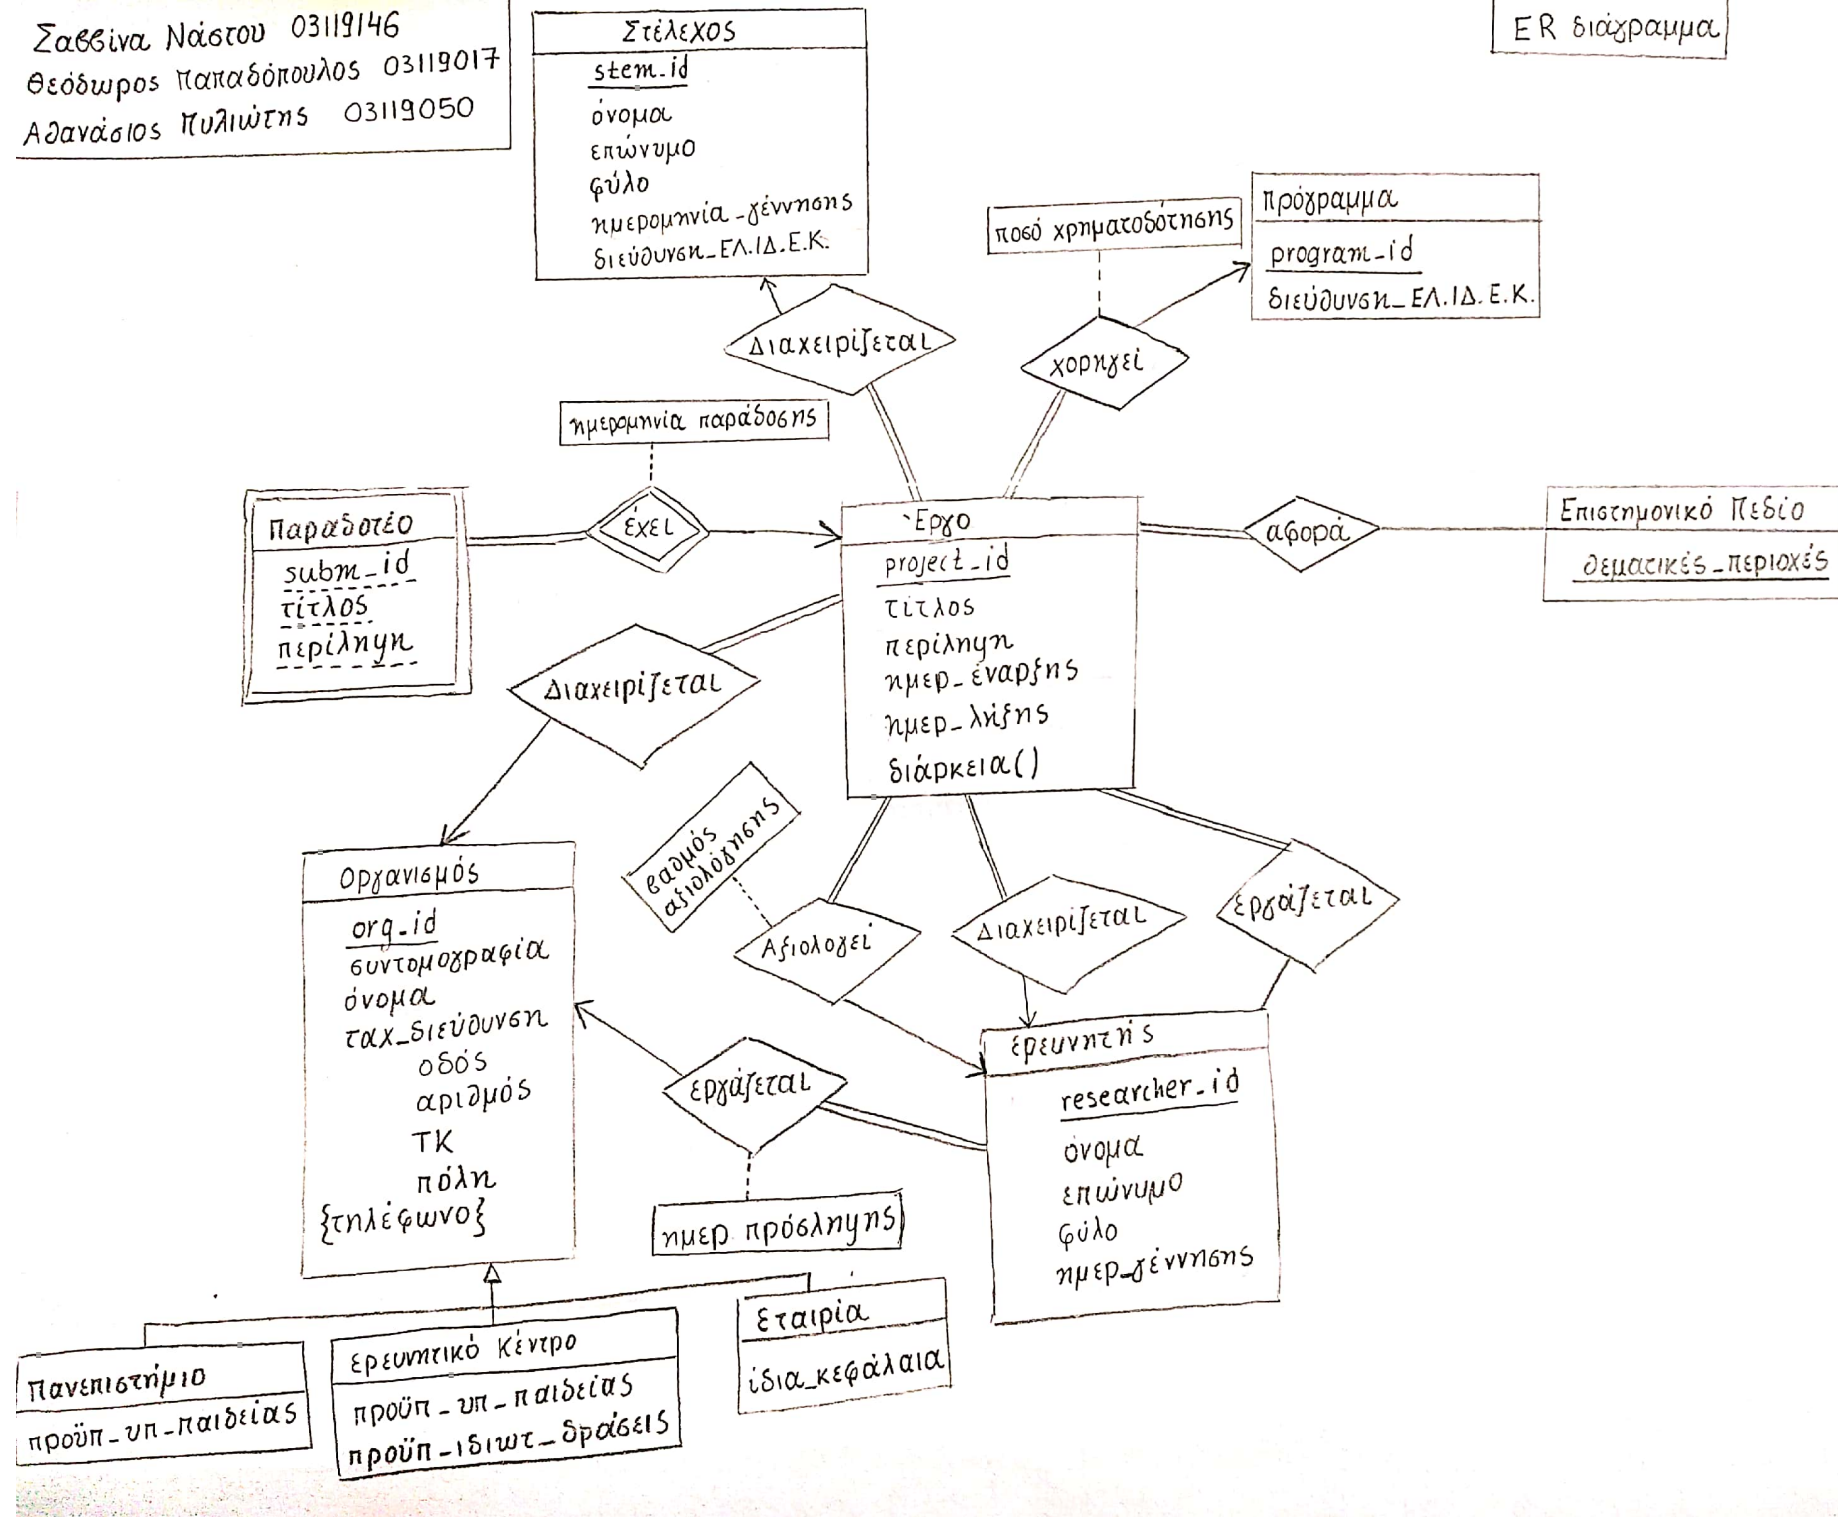 Σαββίνα Νάστου 03119146
Θεόδωρος Παπαδόπουλος 03119017
Αθανάσιος Πυλιώτης 03119050
ER διάγραμμα
Στέλεχος
stem_id
όνομα
επώνυμο
φύλο
ημερομηνία_γέννησης
διεύθυνση_ΕΛ.ΙΔ.Ε.Κ.
ποσό χρηματοδότησης
πρόγραμμα
program_id
διεύθυνση_ΕΛ.ΙΔ.Ε.Κ.
Διαχειρίζεται
χορηγεί
ημερομηνία παράδοσης
Παραδοτέο
subm_id
τίτλος
περίληψη
έχει
Έργο
project_id
τίτλος
περίληψη
ημερ_έναρξης
ημερ_λήξης
διάρκεια()
αφορά
Επιστημονικό Πεδίο
θεματικές_περιοχές
Διαχειρίζεται
βαθμός
αξιολόγησης
Αξιολογεί
Διαχειρίζεται
εργάζεται
Οργανισμός
org_id
συντομογραφία
όνομα
ταχ_διεύθυνση
οδός
αριθμός
ΤΚ
πόλη
{τηλέφωνο}
εργάζεται
ημερ πρόσληψης
ερευνητής
researcher_id
όνομα
επώνυμο
φύλο
ημερ_γέννησης
Πανεπιστήμιο
προϋπ_υπ_παιδείας
ερευνητικό Κέντρο
προϋπ_υπ_παιδείας
προϋπ_ιδιωτ_δράσεις
εταιρία
ίδια_κεφάλαια